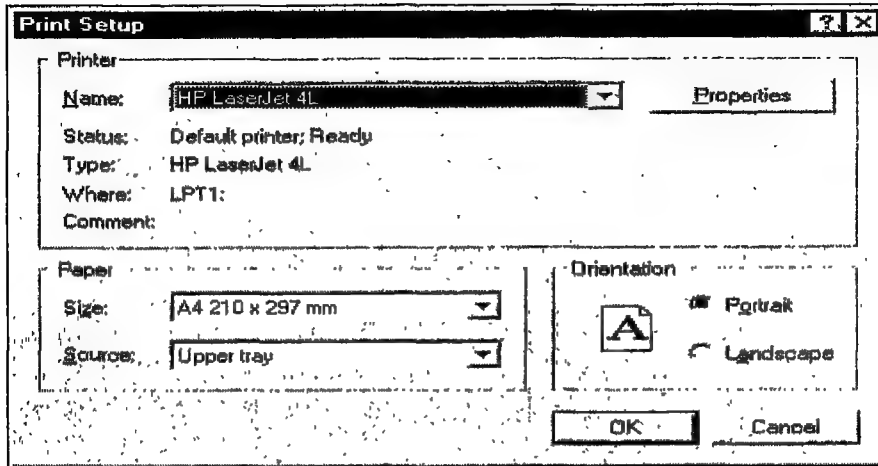 Print Setup
Printer
Name: HP LaserJet 4L Properties
Status: Default printer; Ready
Type: HP LaserJet 4L
Where: LPT1:
Comment:
Paper
Size: A4 210 x 297 mm
Source: Upper tray
Orientation
A
Portrait
Landscape
OK Cancel